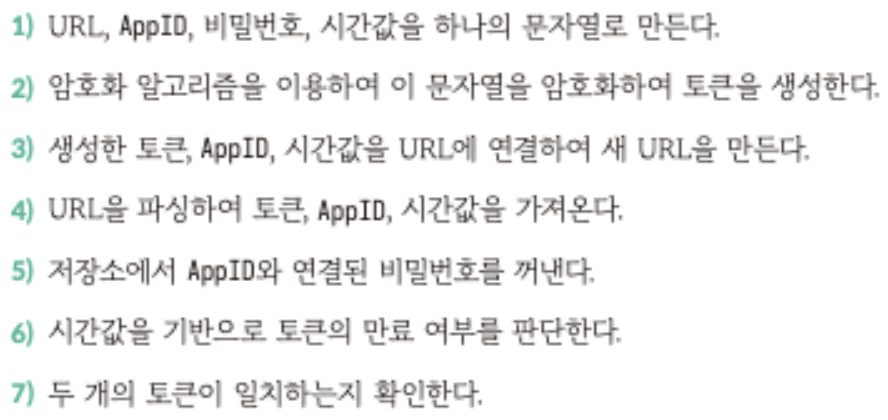 1) URL, AppID, 비밀번호, 시간값을 하나의 문자열로 만든다.
2) 암호화 알고리즘을 이용하여 이 문자열을 암호화하여 토큰을 생성한다.
3) 생성한 토큰, AppID, 시간값을 URL에 연결하여 새 URL을 만든다.
4) URL을 파싱하여 토큰, AppID, 시간값을 가져온다.
5) 저장소에서 AppID와 연결된 비밀번호를 꺼낸다.
6) 시간값을 기반으로 토큰의 만료 여부를 판단한다.
7) 두 개의 토큰이 일치하는지 확인한다.